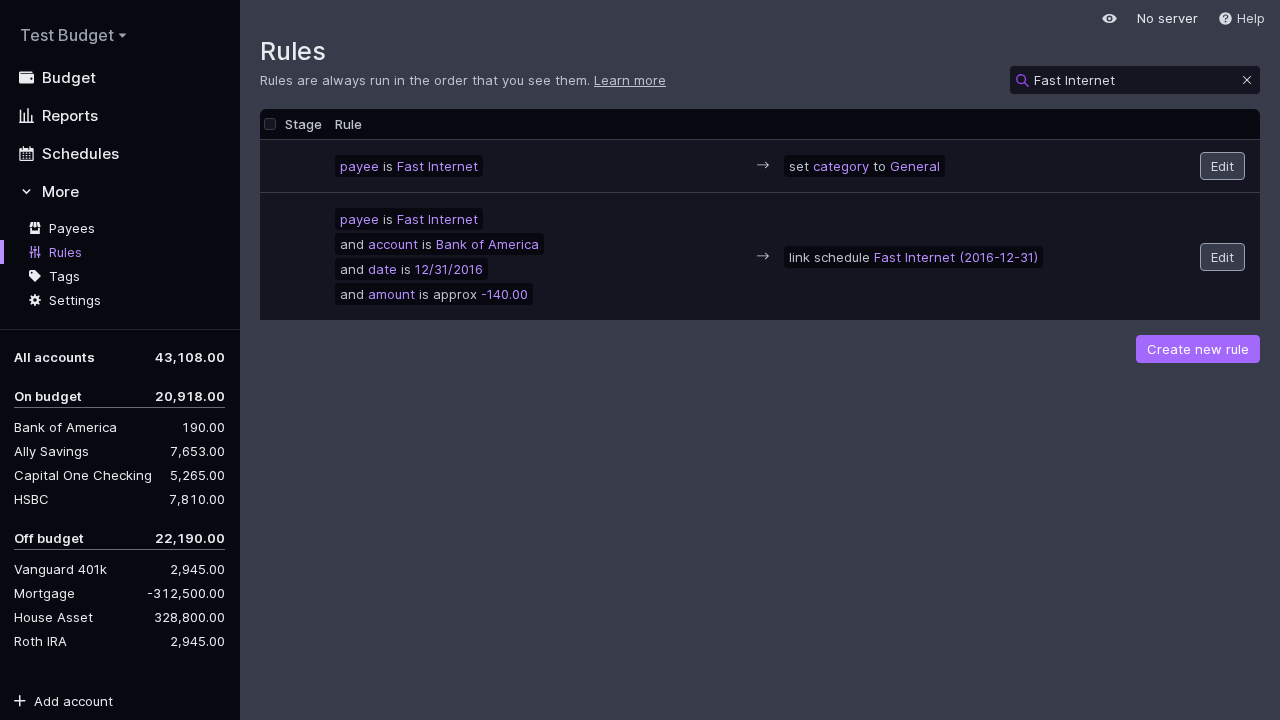 Test Budget
Budget
Reports
Schedules
More
Payees
Rules
Tags
Settings
All accounts 43,108.00
On budget 20,918.00
Bank of America 190.00
Ally Savings 7,653.00
Capital One Checking 5,265.00
HSBC 7,810.00
Off budget 22,190.00
Vanguard 401k 2,945.00
Mortgage -312,500.00
House Asset 328,800.00
Roth IRA 2,945.00
Add account
No server Help
Rules
Rules are always run in the order that you see them. Learn more
Fast Internet
Stage Rule
payee is Fast Internet → set category to General Edit
payee is Fast Internet
and account is Bank of America
and date is 12/31/2016
and amount is approx -140.00
→ link schedule Fast Internet (2016-12-31) Edit
Create new rule